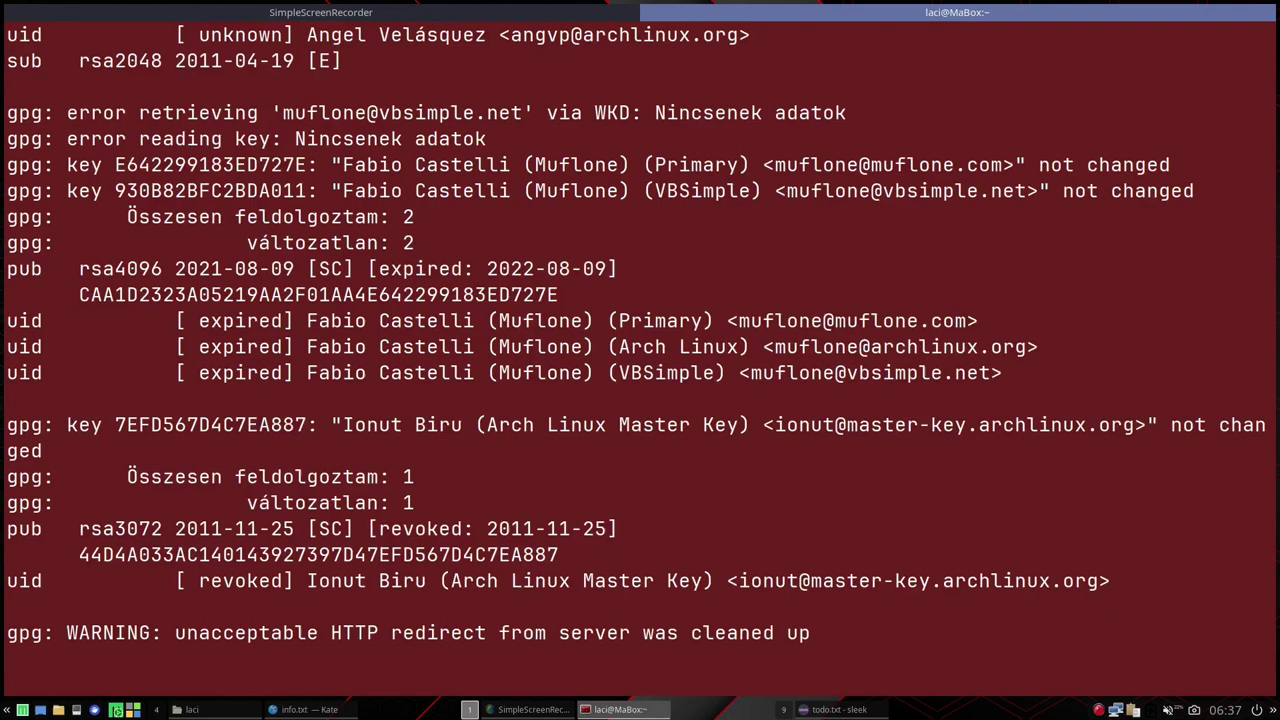 SimpleScreenRecorder
laci@MaBox:~
uid [ unknown] Angel Velásquez <angvp@archlinux.org>
sub rsa2048 2011-04-19 [E]
gpg: error retrieving 'muflone@vbsimple.net' via WKD: Nincsenek adatok
gpg: error reading key: Nincsenek adatok
gpg: key E642299183ED727E: "Fabio Castelli (Muflone) (Primary) <muflone@muflone.com>" not changed
gpg: key 930B82BFC2BDA011: "Fabio Castelli (Muflone) (VBSimple) <muflone@vbsimple.net>" not changed
gpg: Összesen feldolgoztam: 2
gpg: változatlan: 2
pub rsa4096 2021-08-09 [SC] [expired: 2022-08-09]
CAA1D2323A05219AA2F01AA4E642299183ED727E
uid [ expired] Fabio Castelli (Muflone) (Primary) <muflone@muflone.com>
uid [ expired] Fabio Castelli (Muflone) (Arch Linux) <muflone@archlinux.org>
uid [ expired] Fabio Castelli (Muflone) (VBSimple) <muflone@vbsimple.net>
gpg: key 7EFD567D4C7EA887: "Ionut Biru (Arch Linux Master Key) <ionut@master-key.archlinux.org>" not chan
ged
gpg: Összesen feldolgoztam: 1
gpg: változatlan: 1
pub rsa3072 2011-11-25 [SC] [revoked: 2011-11-25]
44D4A033AC140143927397D47EFD567D4C7EA887
uid [ revoked] Ionut Biru (Arch Linux Master Key) <ionut@master-key.archlinux.org>
gpg: WARNING: unacceptable HTTP redirect from server was cleaned up
« 4 laci info.txt — Kate 1 SimpleScreenRec... laci@MaBox:~ 9 todo.txt - sleek 22% 06:37 »